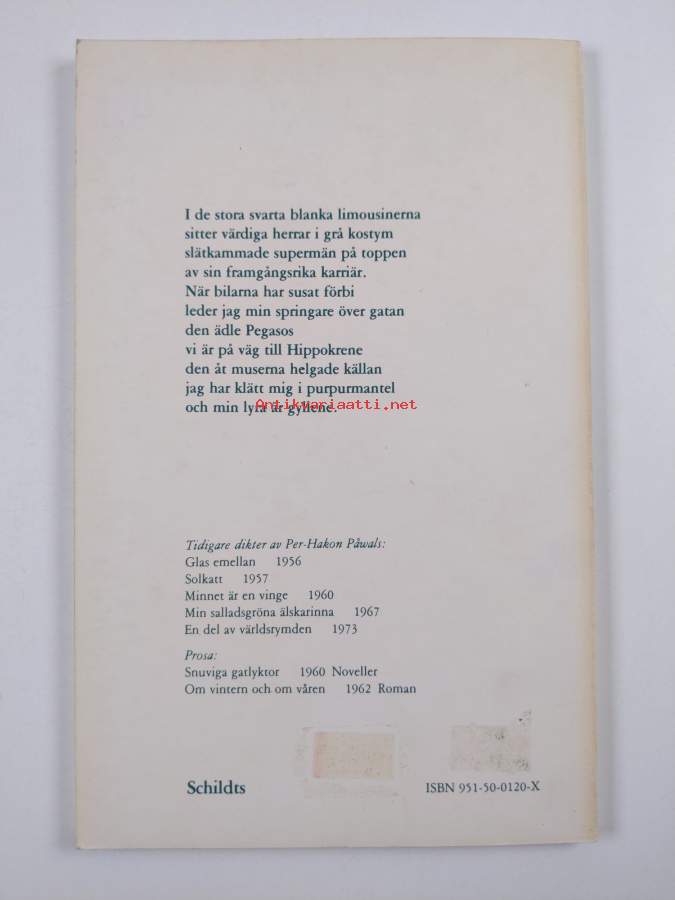 I de stora svarta blanka limousinerna
sitter värdiga herrar i grå kostym
slätkammade supermän på toppen
av sin framgångsrika karriär.
När bilarna har susat förbi
leder jag min springare över gatan
den ädle Pegasos
vi är på väg till Hippokrene
den åt muserna helgade källan
jag har klätt mig i purpurmantel
och min lyra är gyllene.
Antikvariaatti.net
Tidigare dikter av Per-Hakon Påwals:
Glas emellan 1956
Solkatt 1957
Minnet är en vinge 1960
Min salladsgröna älskarinna 1967
En del av världsrymden 1973
Prosa:
Snuviga gatlyktor 1960 Noveller
Om vintern och om våren 1962 Roman
Schildts
ISBN 951-50-0120-X